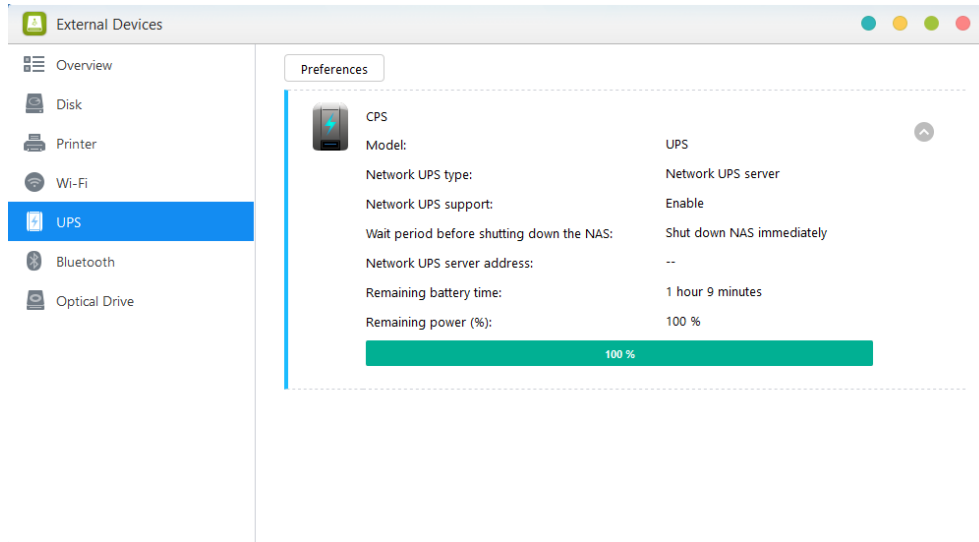 External Devices
Overview
Disk
Printer
Wi-Fi
UPS
Bluetooth
Optical Drive
Preferences
CPS
Model: UPS
Network UPS type: Network UPS server
Network UPS support: Enable
Wait period before shutting down the NAS: Shut down NAS immediately
Network UPS server address: --
Remaining battery time: 1 hour 9 minutes
Remaining power (%): 100 %
100 %